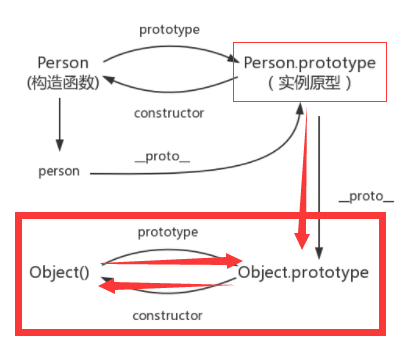 prototype
Person
(构造函数)
Person.prototype
(实例原型)
constructor
person
__proto__
__proto__
prototype
Object()
Object.prototype
constructor